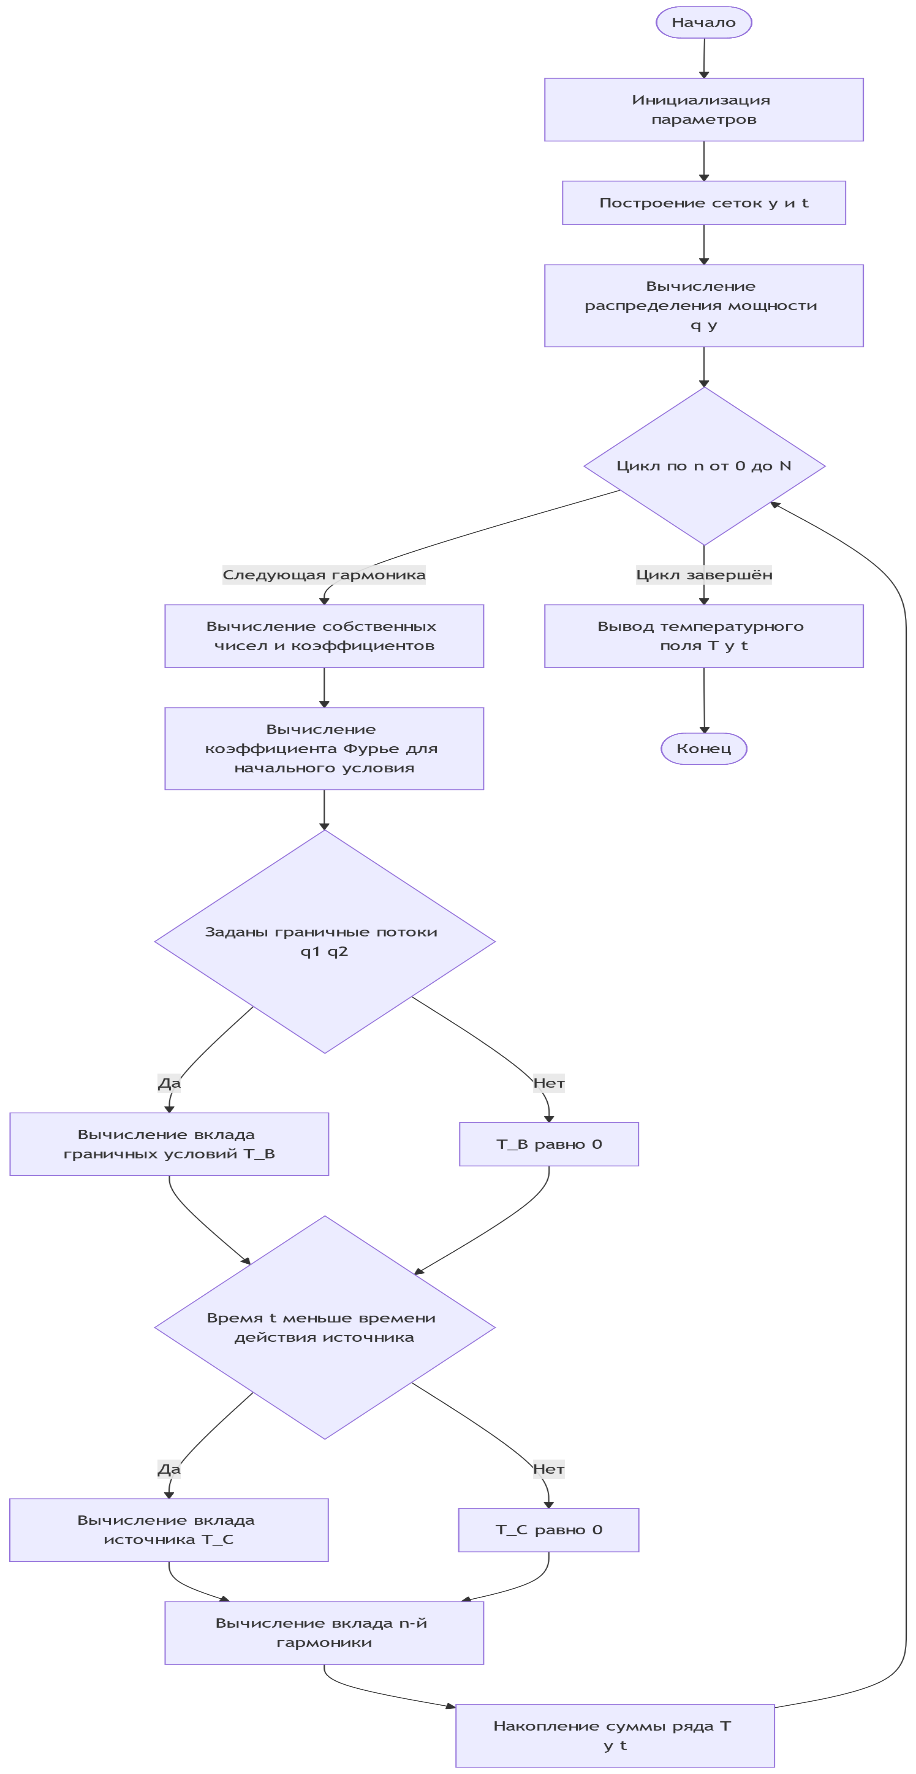 Начало
Инициализация
параметров
Построение сеток y и t
Вычисление
распределения мощности
q y
Цикл по n от 0 до N
Следующая гармоника
Цикл завершён
Вычисление собственных
чисел и коэффициентов
Вывод температурного
поля T y t
Вычисление
коэффициента Фурье для
начального условия
Конец
Заданы граничные потоки
q1 q2
Да
Нет
Вычисление вклада
граничных условий T_B
T_B равно 0
Время t меньше времени
действия источника
Да
Нет
Вычисление вклада
источника T_C
T_C равно 0
Вычисление вклада n-й
гармоники
Накопление суммы ряда T
y t